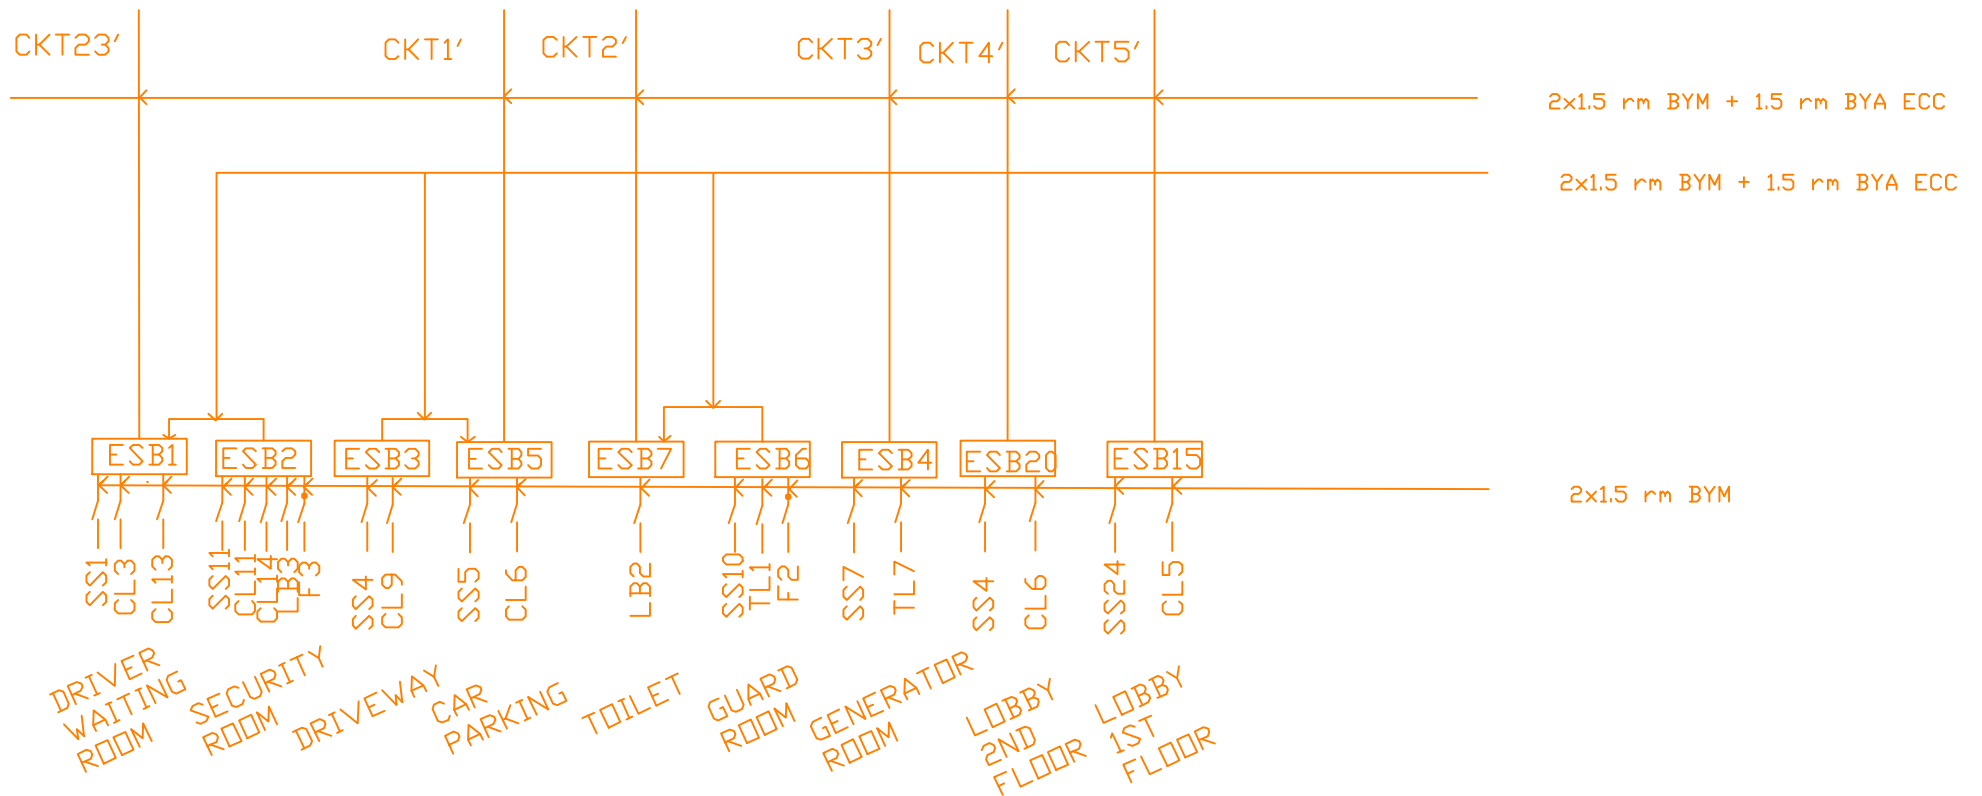 CKT23′
CKT1′
CKT2′
CKT3′
CKT4′
CKT5′
2x1.5 rm BYM + 1.5 rm BYA ECC
2x1.5 rm BYM + 1.5 rm BYA ECC
ESB1
ESB2
ESB3
ESB5
ESB7
ESB6
ESB4
ESB20
ESB15
2x1.5 rm BYM
SS1
CL3
CL13
SS11
CL11
CL14
LB3
F3
SS4
CL9
SS5
CL6
LB2
SS10
TL1
F2
SS7
TL7
SS4
CL6
SS24
CL5
DRIVER
WAITING
ROOM
SECURITY
ROOM
DRIVEWAY
CAR
PARKING
TOILET
GUARD
ROOM
GENERATOR
ROOM
LOBBY
2ND
FLOOR
LOBBY
1ST
FLOOR